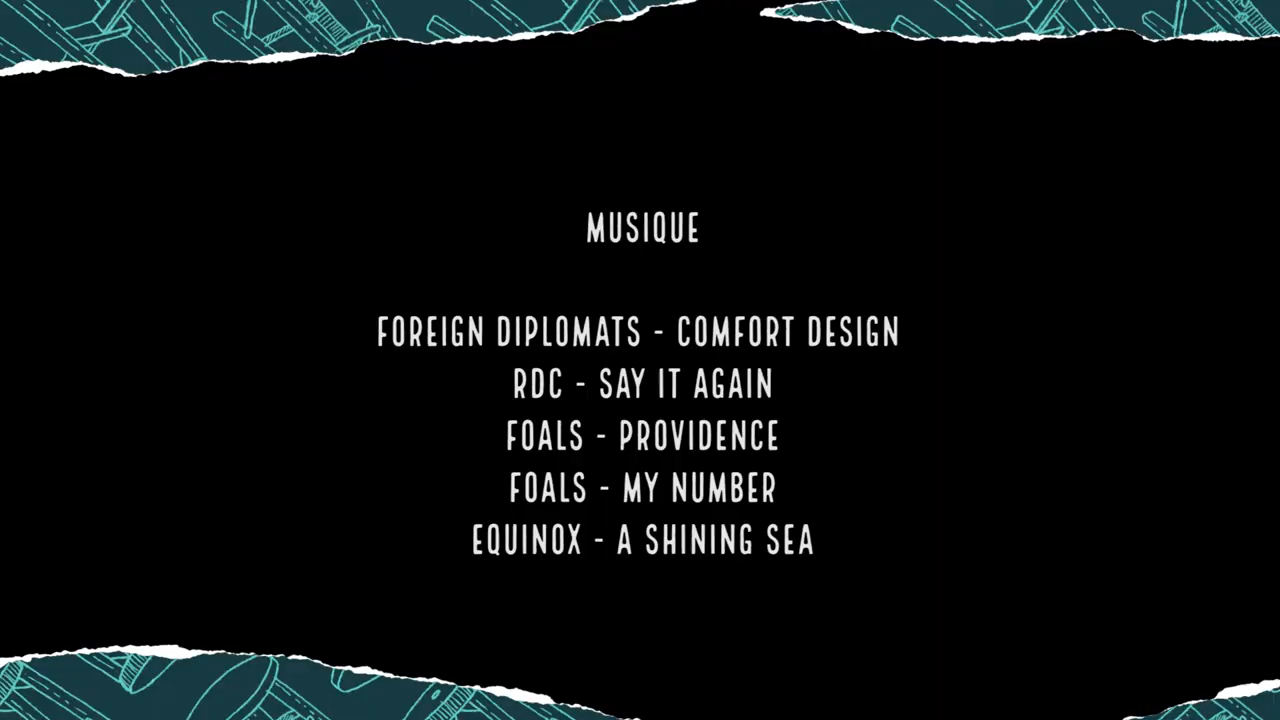 MUSIQUE
FOREIGN DIPLOMATS - COMFORT DESIGN
RDC - SAY IT AGAIN
FOALS - PROVIDENCE
FOALS - MY NUMBER
EQUINOX - A SHINING SEA